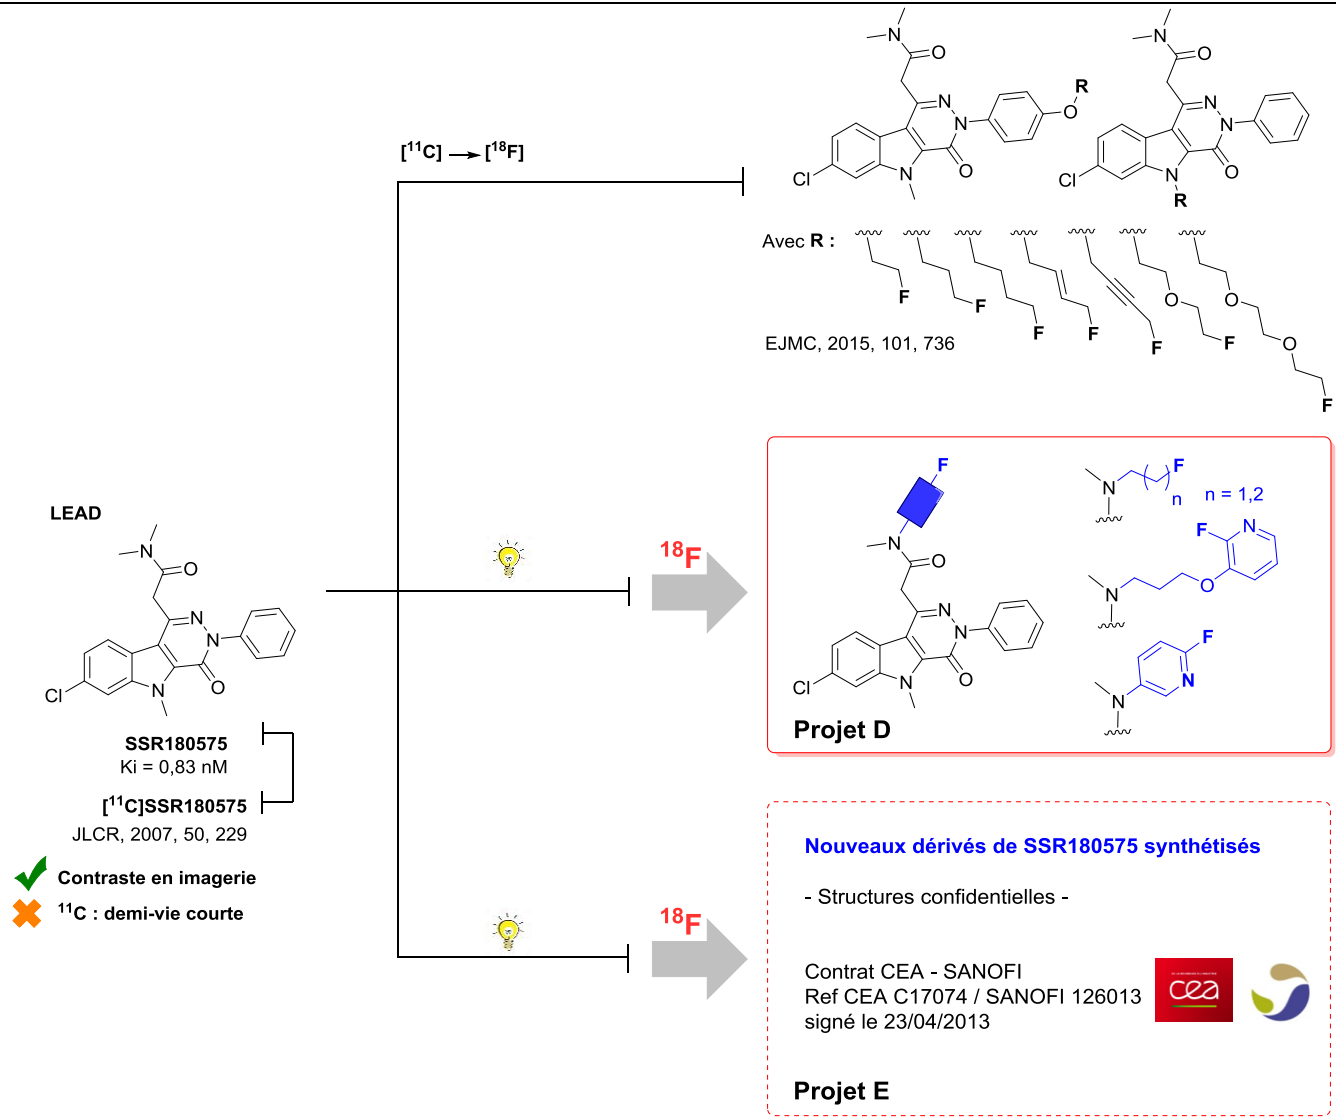 [11C] → [18F]
N
O
N
N
O
R
O
Cl
N
N
O
N
N
O
Cl
N
R
Avec R :
F
F
F
F
F
O
F
O
O
F
EJMC, 2015, 101, 736
LEAD
N
O
N
N
O
Cl
N
SSR180575
Ki = 0,83 nM
[11C]SSR180575
JLCR, 2007, 50, 229
Contraste en imagerie
11C : demi-vie courte
18F
F
N
O
N
N
O
Cl
N
Projet D
N
F
n
n = 1,2
N
O
F
N
N
F
N
18F
Nouveaux dérivés de SSR180575 synthétisés
- Structures confidentielles -
Contrat CEA - SANOFI
Ref CEA C17074 / SANOFI 126013
signé le 23/04/2013
cea
Projet E